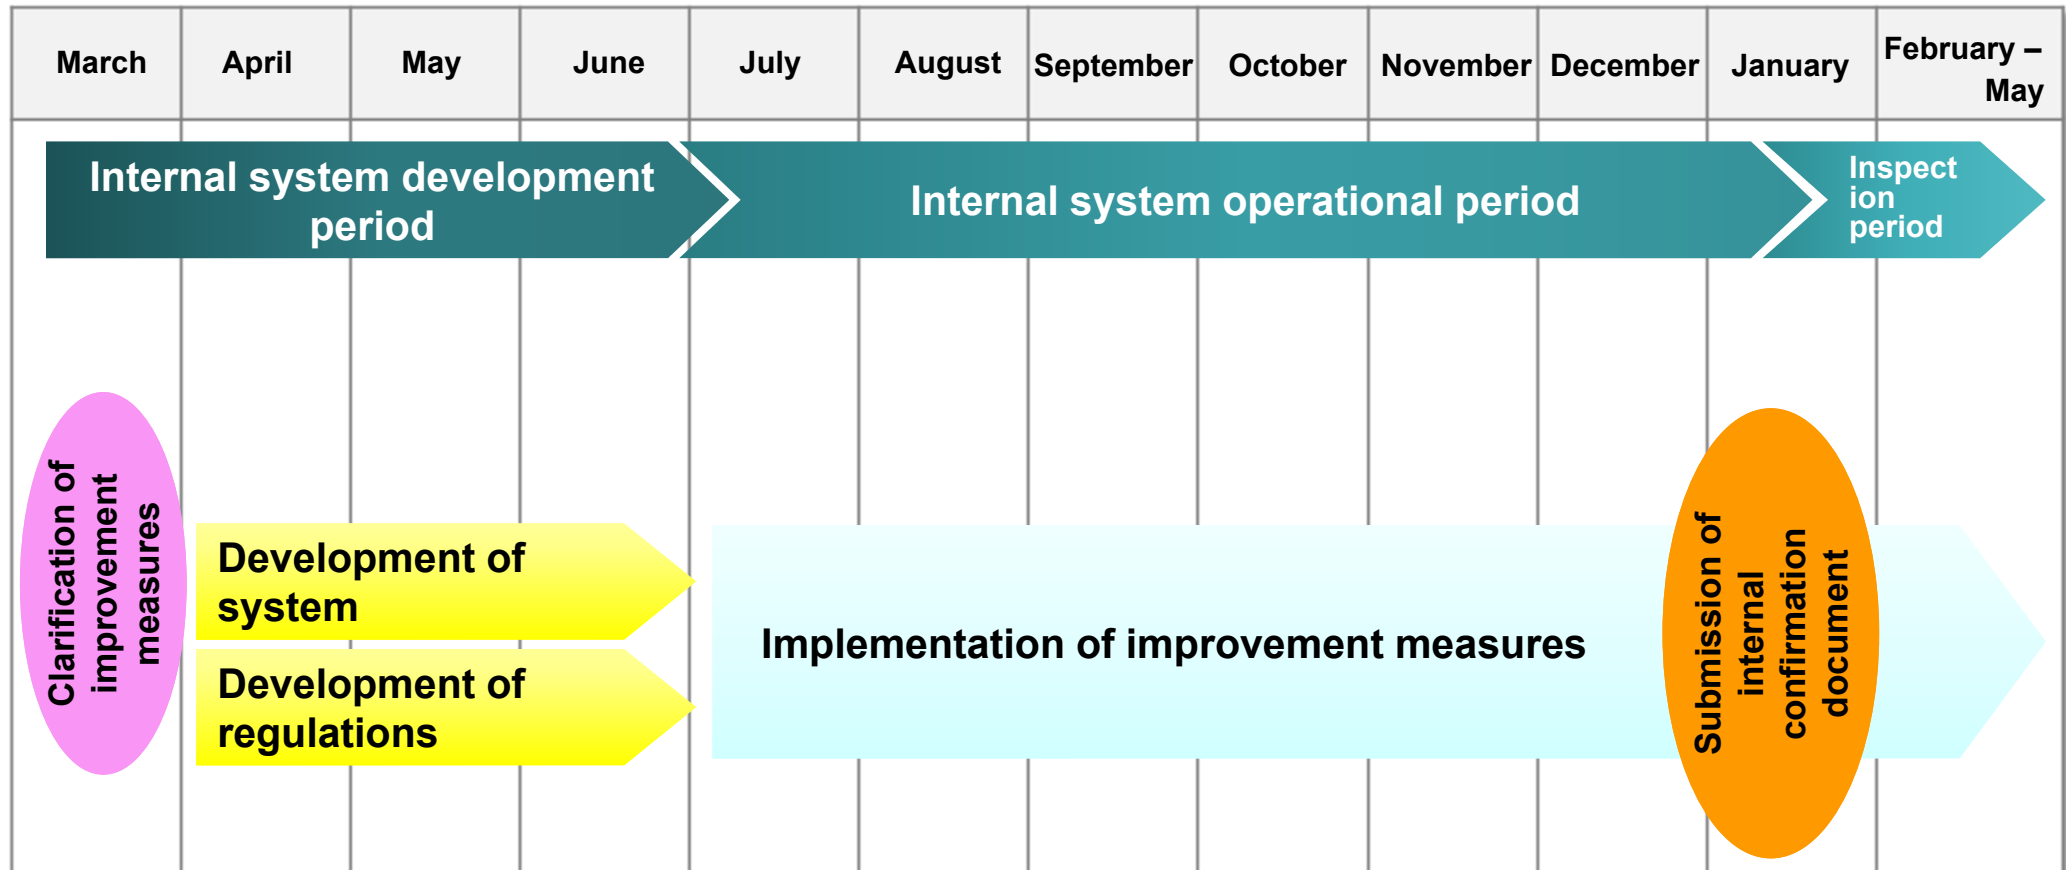 March
April
May
June
July
August
September
October
November
December
January
February –
May
Internal system development
period
Internal system operational period
Inspect
ion
period
Clarification of
improvement
measures
Development of
system
Development of
regulations
Implementation of improvement measures
Submission of
internal
confirmation
document